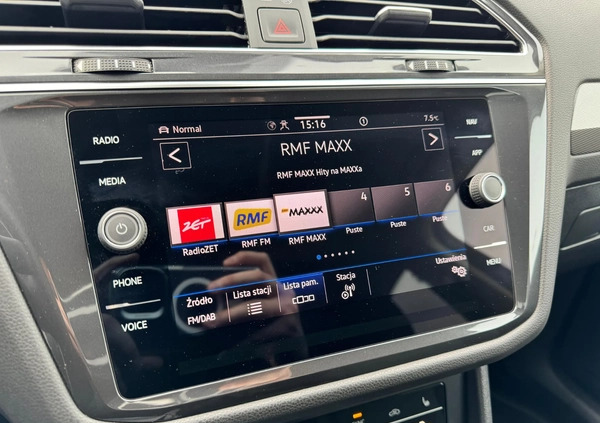 RADIO
MEDIA
PHONE
VOICE
NAV
APP
CAR
MENU
Normal
15:16
7.5°C
RMF MAXX
RMF MAXX Hity na MAXXa
ZET
RMF
MAXXX
4
5
6
RadioZET
RMF FM
RMF MAXX
Puste
Puste
Puste
Źródło
FM/DAB
Lista stacji
Lista pam.
Stacja
Ustawienia